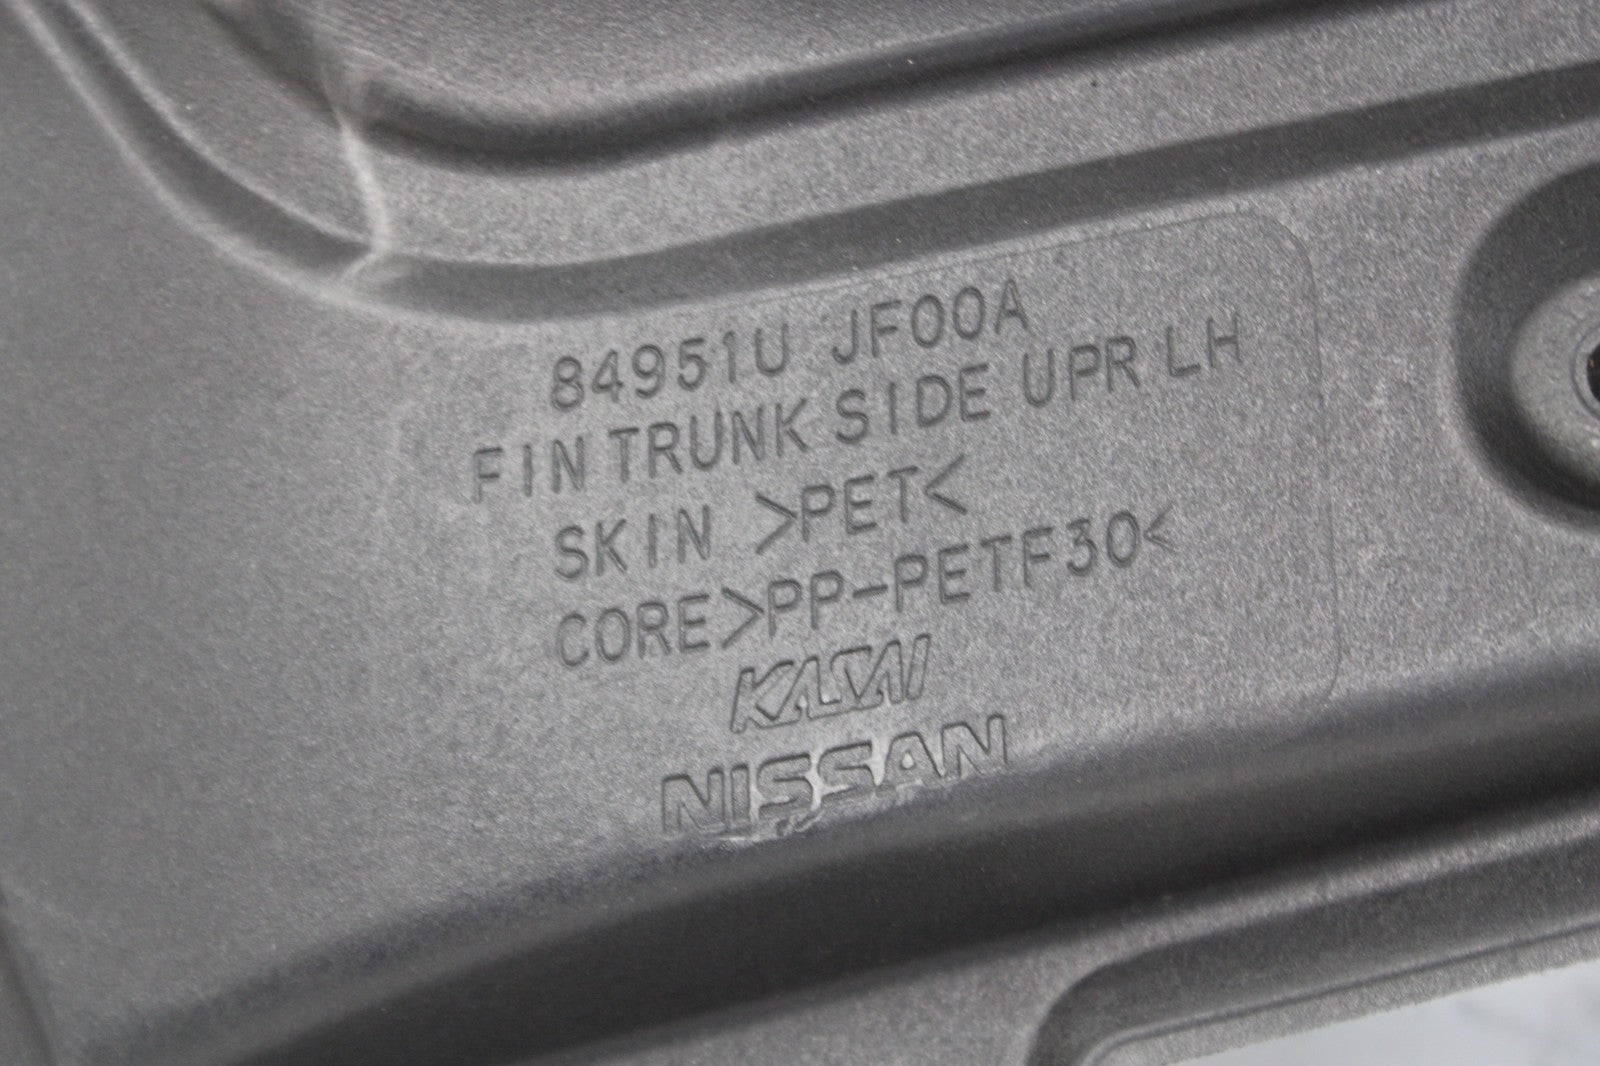 84951U JF00A
FIN TRUNK SIDE UPR LH
SKIN >PET<
CORE>PP-PETF30<
KASAI
NISSAN